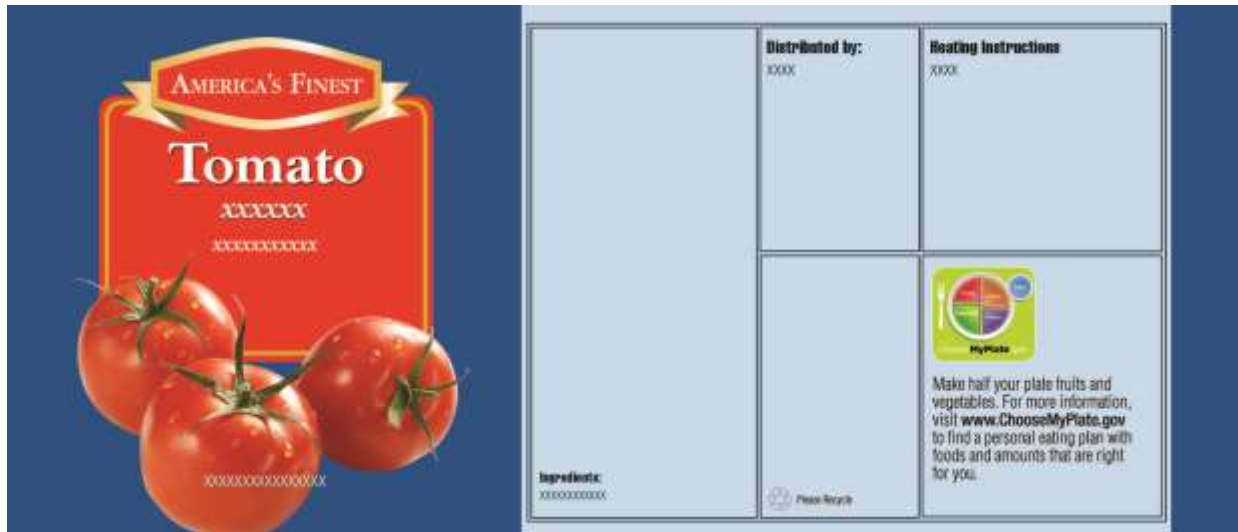 AMERICA'S FINEST
Tomato
xxxxxx
xxxxxxxxxxx
xxxxxxxxxxxxxxxx
Ingredients:
xxxxxxxxxxx
Distributed by:
xxxx
Please Recycle
Heating Instructions
xxxx
MyPlate
Make half your plate fruits and
vegetables. For more information,
visit www.ChooseMyPlate.gov
to find a personal eating plan with
foods and amounts that are right
for you.